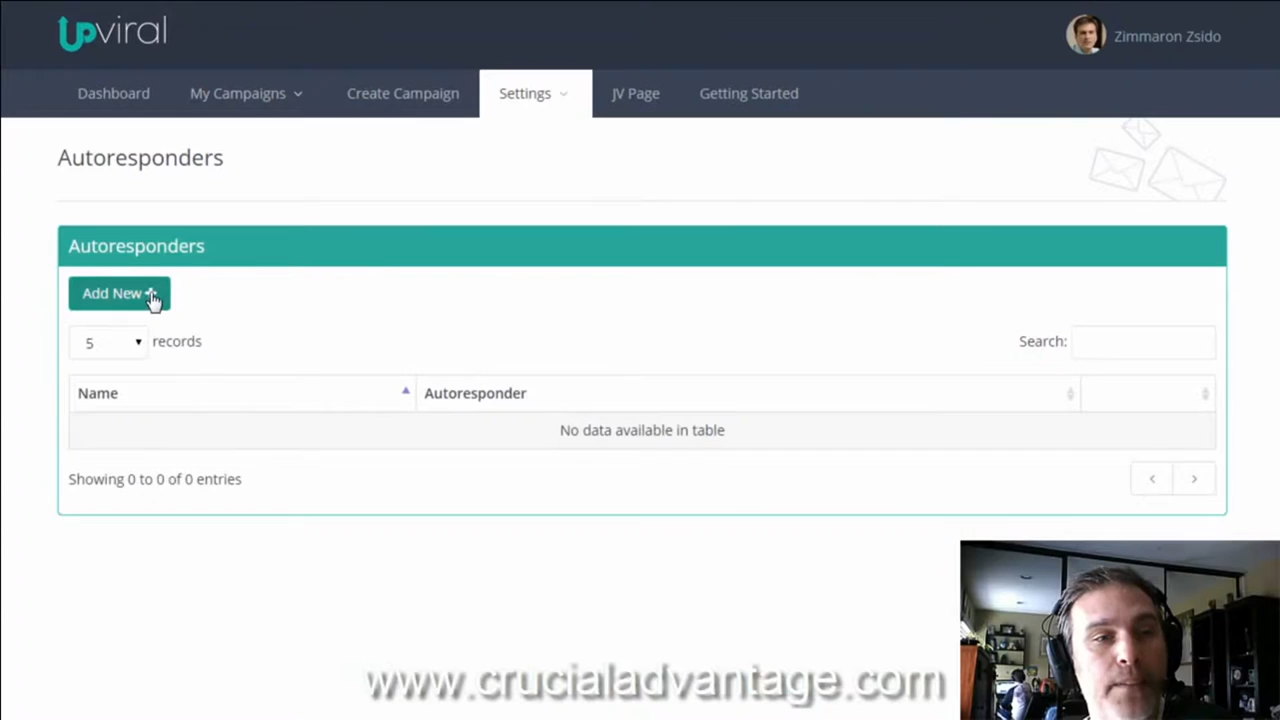 upviral
Zimmaron Zsido
Dashboard My Campaigns Create Campaign Settings JV Page Getting Started
Autoresponders
Autoresponders
Add New
5 records Search:
Name Autoresponder
No data available in table
Showing 0 to 0 of 0 entries
www.crucialadvantage.com